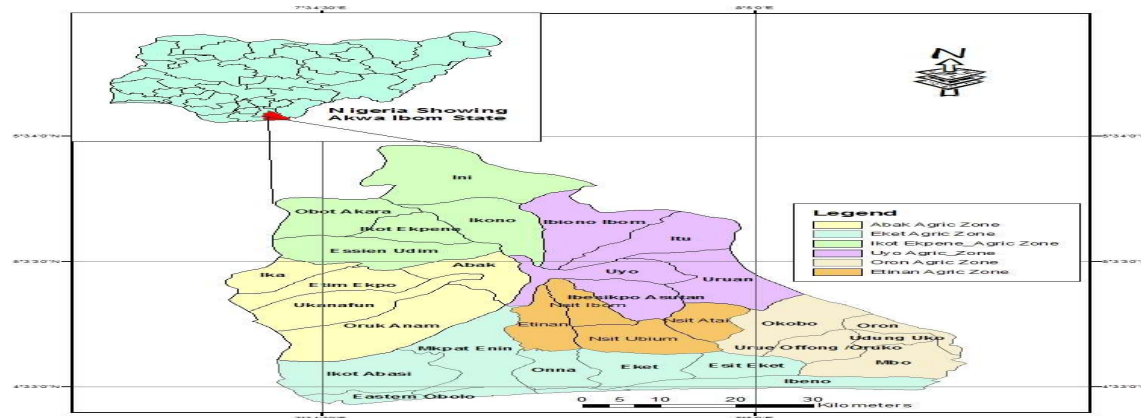 7°34'30"E
N
Nigeria Showing
Akwa Ibom State
5°34'0"N
5°34'0"N
Ini
Obot Akara
Ikono
Ibiono Ibom
Ikot Ekpene
Itu
Essien Udim
Legend
Abak Agric Zone
Eket Agric Zone
Ikot Ekpene_Agric Zone
Uyo Agric_Zone
Oron Agric Zone
Etinan Agric Zone
Abak
Ika
Uyo
Uruan
Etim Ekpo
Ukanafun
Ibesikpo Asutan
Nsit Ibom
Oruk Anam
Etinan
Nsit Atai
Okobo
Oron
Nsit Ubium
Udung Uko
Mkpat Enin
Urue Offong /Oruko
Mbo
Ikot Abasi
Onna
Eket
Esit Eket
Ibeno
Eastern Obolo
0 5 10 20 30
Kilometers